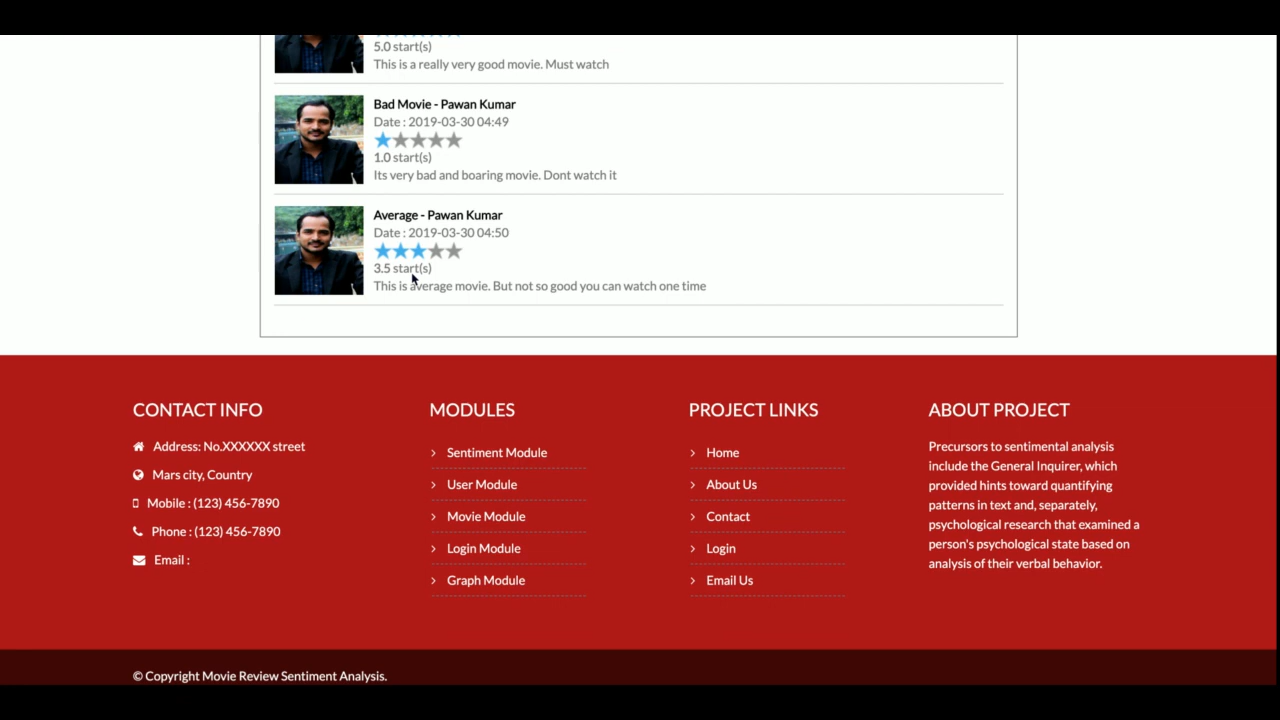 5.0 start(s)
This is a really very good movie. Must watch
Bad Movie - Pawan Kumar
Date : 2019-03-30 04:49
1.0 start(s)
Its very bad and boaring movie. Dont watch it
Average - Pawan Kumar
Date : 2019-03-30 04:50
3.5 start(s)
This is average movie. But not so good you can watch one time
CONTACT INFO
Address: No.XXXXXX street
Mars city, Country
Mobile : (123) 456-7890
Phone : (123) 456-7890
Email :
MODULES
Sentiment Module
User Module
Movie Module
Login Module
Graph Module
PROJECT LINKS
Home
About Us
Contact
Login
Email Us
ABOUT PROJECT
Precursors to sentimental analysis
include the General Inquirer, which
provided hints toward quantifying
patterns in text and, separately,
psychological research that examined a
person's psychological state based on
analysis of their verbal behavior.
© Copyright Movie Review Sentiment Analysis.